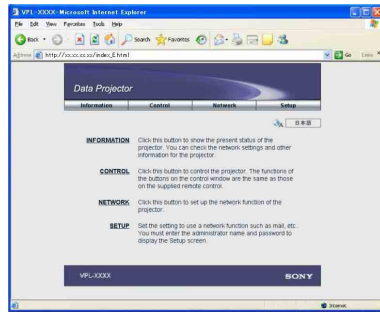 VPL-XXXX-Microsoft Internet Explorer
File Edit View Favorites Tools Help
Back Search Favorites
Address http://xx.xx.xx.xx/index_E.html Go
Data Projector
Information Control Network Setup
日本語
INFORMATION Click this button to show the present status of the
projector. You can check the network settings and other
information for the projector.
CONTROL Click this button to control the projector. The functions of
the buttons on the control window are the same as those
on the supplied remote control.
NETWORK Click this button to set up the network function of the
projector.
SETUP Set the setting to use a network function such as mail, etc..
You must enter the administrator name and password to
display the Setup screen.
VPL-XXXX SONY
Internet